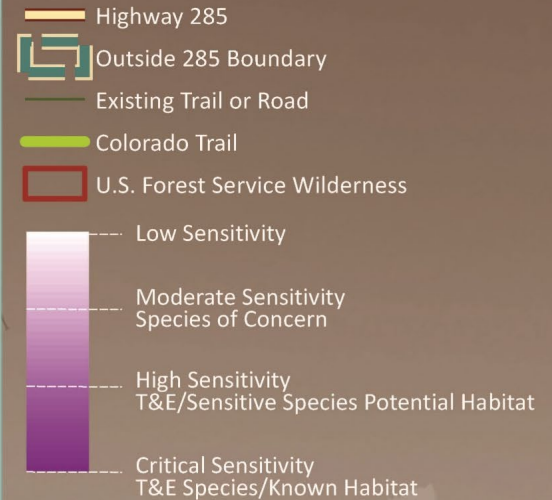 Highway 285
Outside 285 Boundary
Existing Trail or Road
Colorado Trail
U.S. Forest Service Wilderness
Low Sensitivity
Moderate Sensitivity
Species of Concern
High Sensitivity
T&E/Sensitive Species Potential Habitat
Critical Sensitivity
T&E Species/Known Habitat